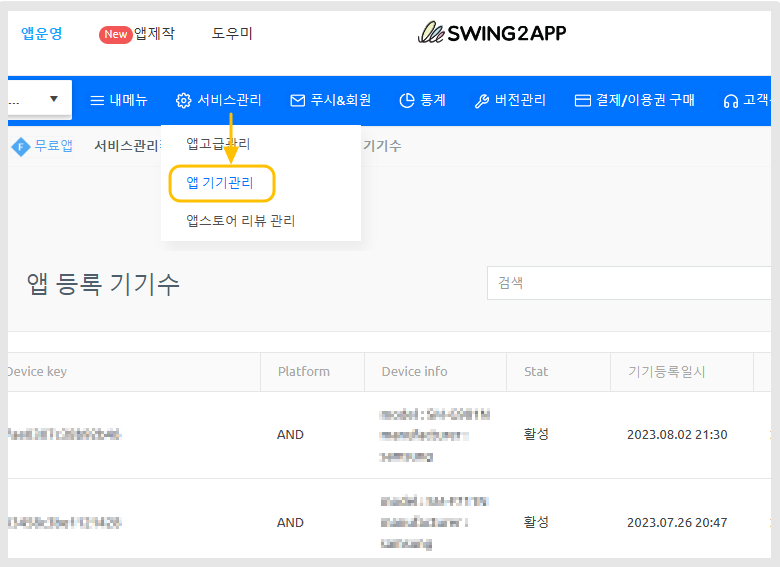 앱운영 New 앱제작 도우미 SWING2APP
... 내메뉴 서비스관리 푸시&회원 통계 버전관리 결제/이용권 구매 고객
F 무료앱 서비스관리 기기수
앱고급관리
앱 기기관리
앱스토어 리뷰 관리
앱 등록 기기수 검색
Device key Platform Device info Stat 기기등록일시
AND 활성 2023.08.02 21:30
manufacturer :
samsung
AND 활성 2023.07.26 20:47
manufacturer :
samsung